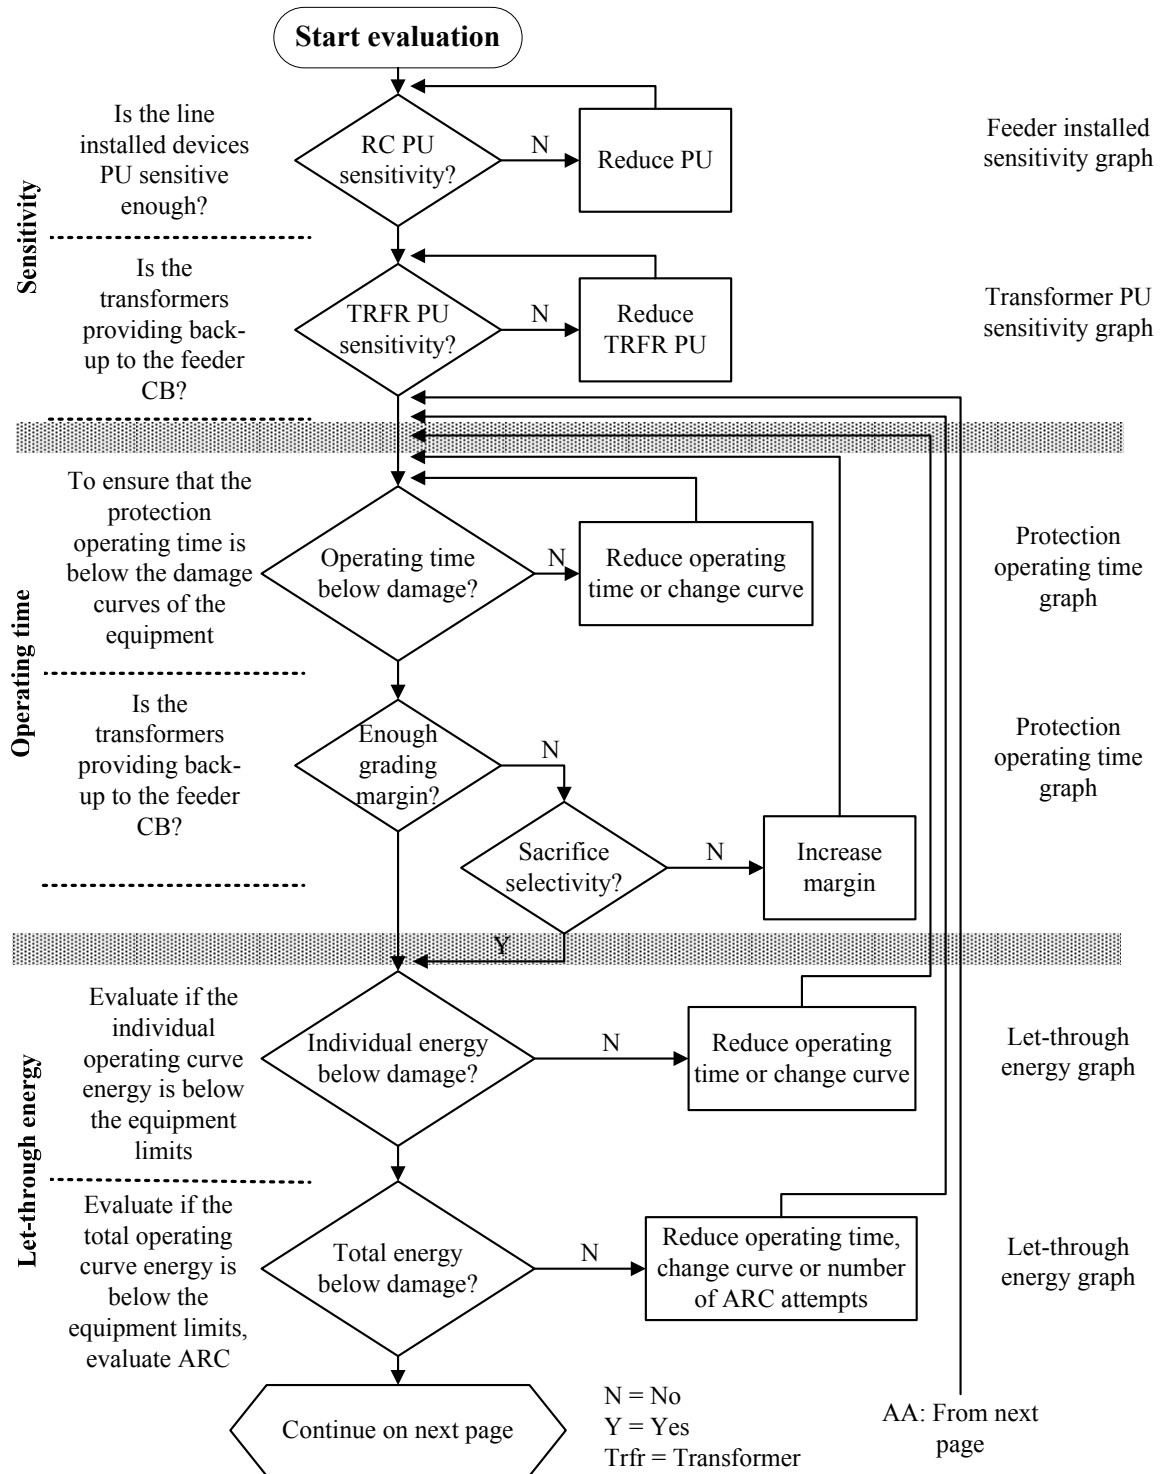 Start evaluation
Sensitivity
Is the line
installed devices
PU sensitive
enough?
RC PU
sensitivity?
N
Reduce PU
Feeder installed
sensitivity graph
Is the
transformers
providing back-
up to the feeder
CB?
TRFR PU
sensitivity?
N
Reduce
TRFR PU
Transformer PU
sensitivity graph
Operating time
To ensure that the
protection
operating time is
below the damage
curves of the
equipment
Operating time
below damage?
N
Reduce operating
time or change curve
Protection
operating time
graph
Is the
transformers
providing back-
up to the feeder
CB?
Enough
grading
margin?
N
Sacrifice
selectivity?
N
Increase
margin
Protection
operating time
graph
Y
Let-through energy
Evaluate if the
individual
operating curve
energy is below
the equipment
limits
Individual energy
below damage?
N
Reduce operating
time or change curve
Let-through
energy graph
Evaluate if the
total operating
curve energy is
below the
equipment limits,
evaluate ARC
Total energy
below damage?
N
Reduce operating time,
change curve or number
of ARC attempts
Let-through
energy graph
Continue on next page
N = No
Y = Yes
Trfr = Transformer
AA: From next
page